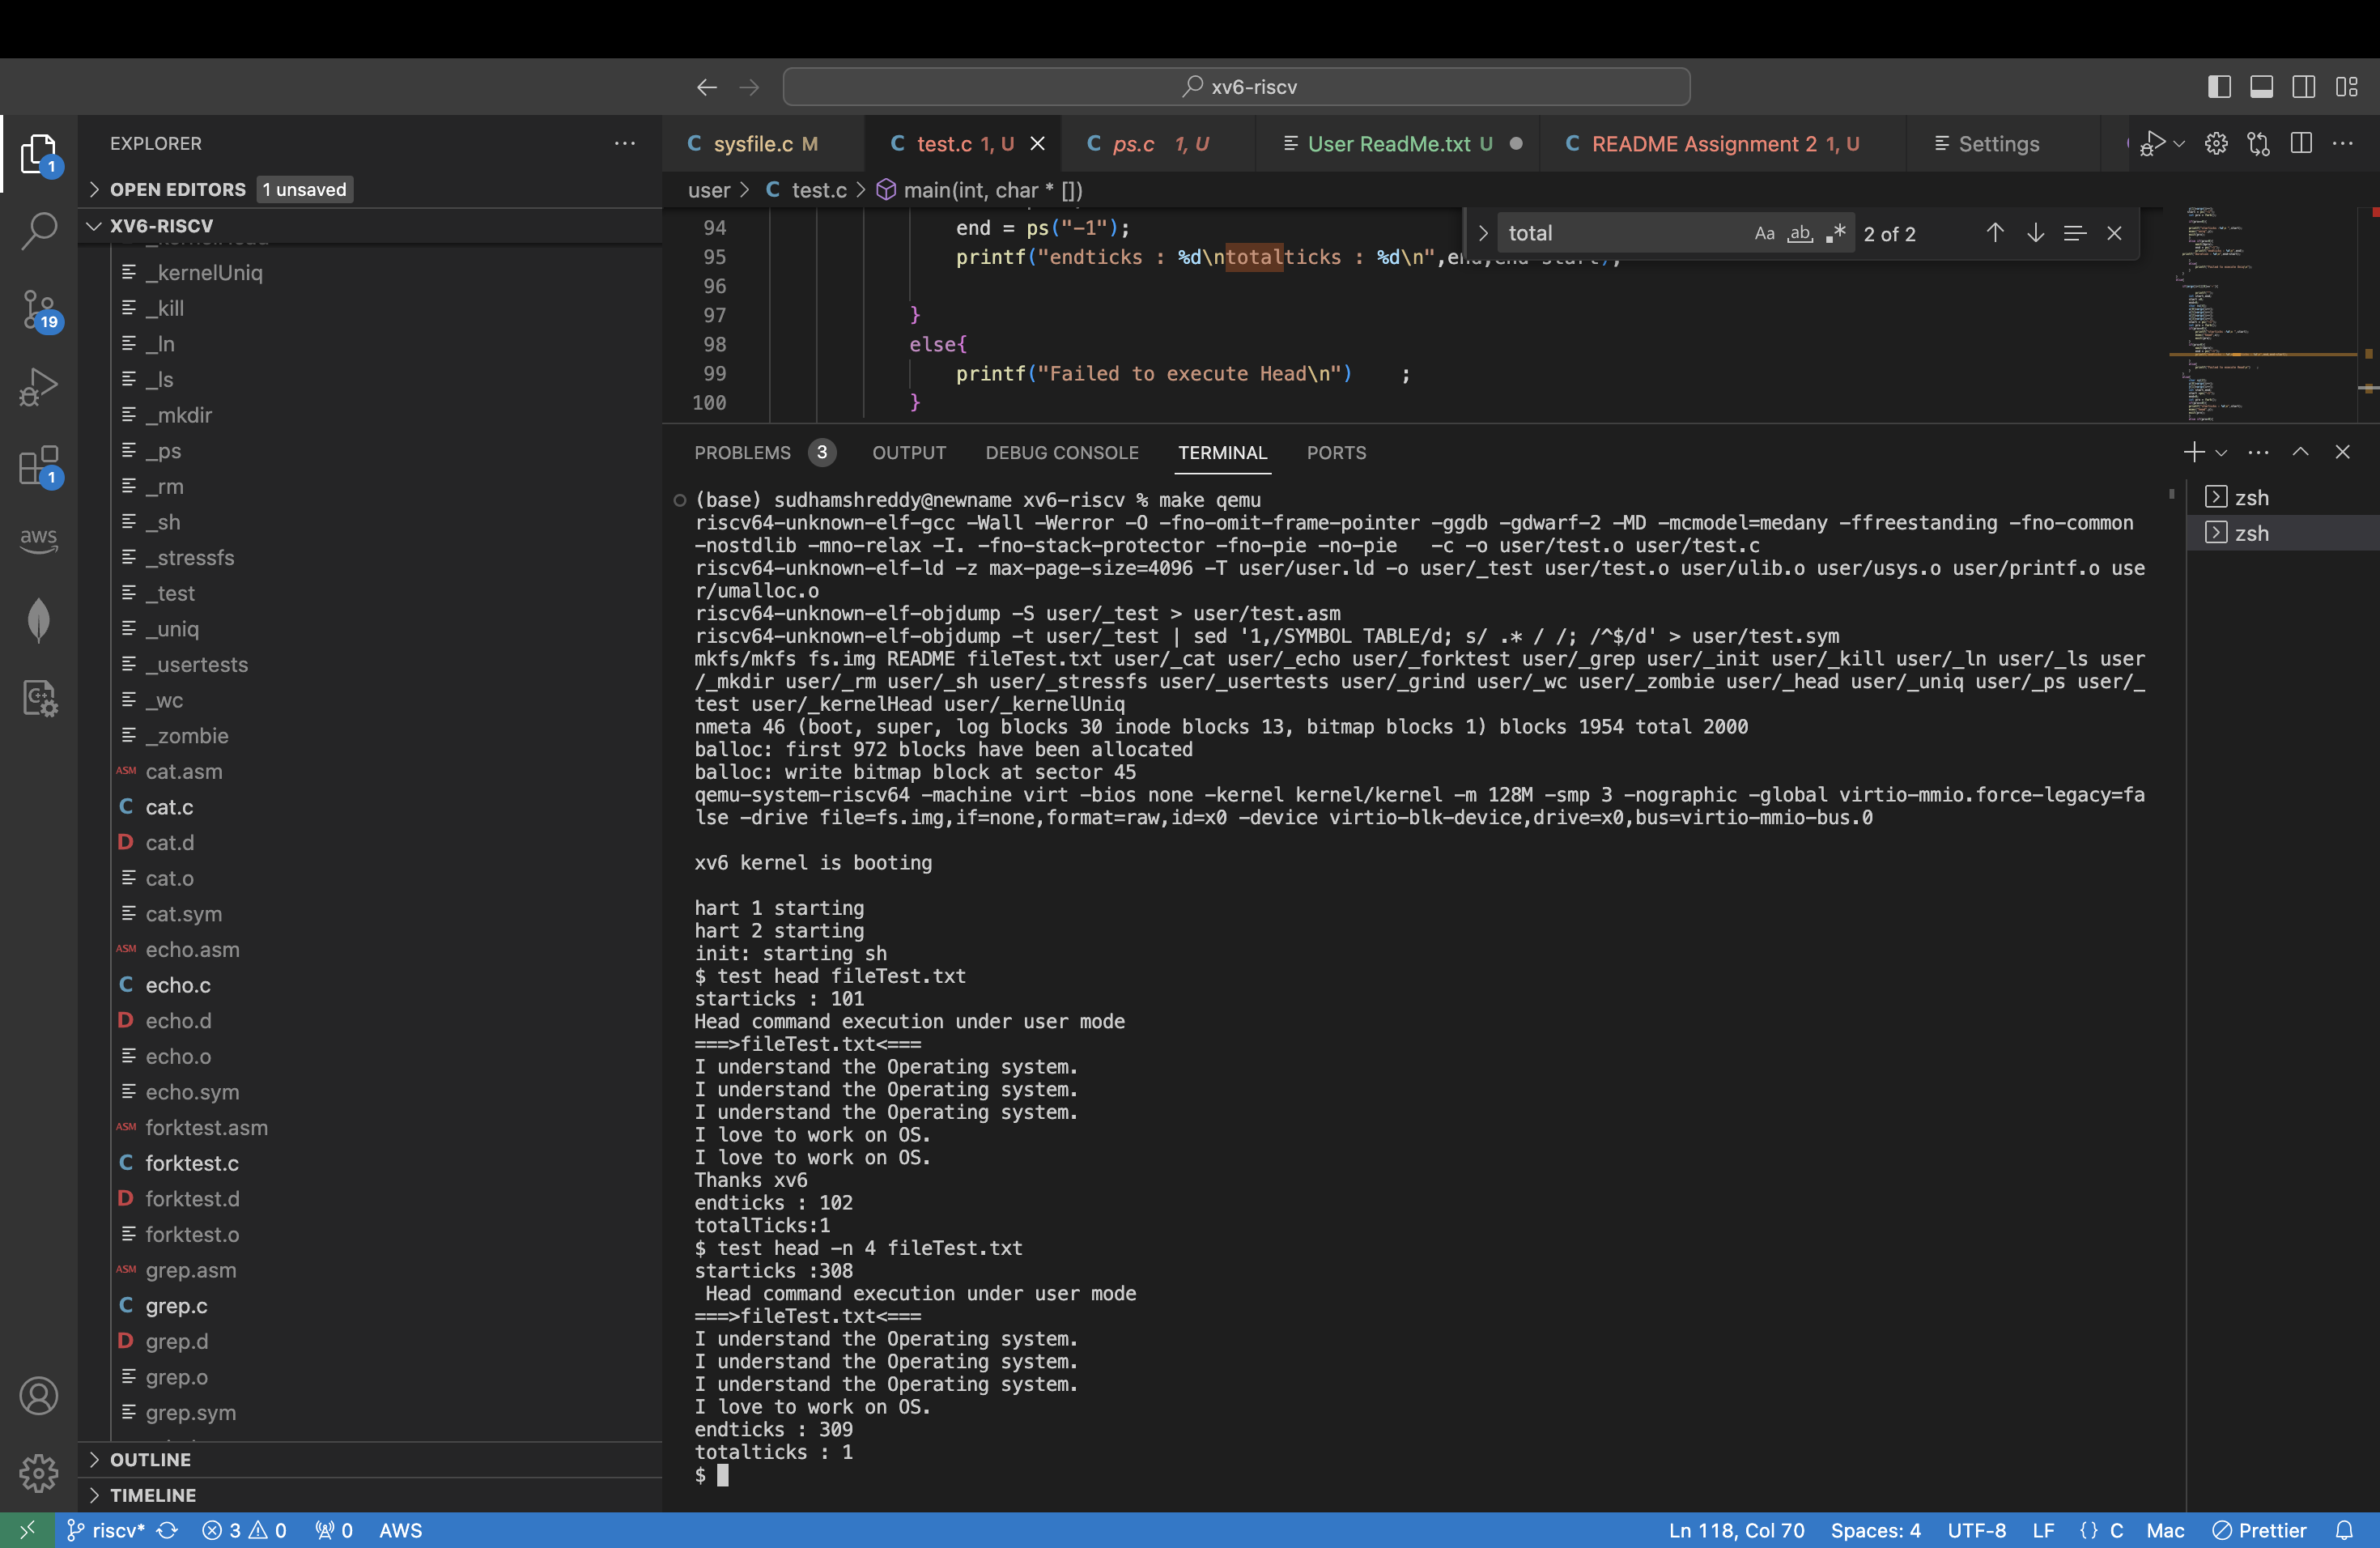 xv6-riscv
EXPLORER
OPEN EDITORS 1 unsaved
XV6-RISCV
_kernelUniq
_kill
_ln
_ls
_mkdir
_ps
_rm
_sh
_stressfs
_test
_uniq
_usertests
_wc
_zombie
ASM cat.asm
C cat.c
D cat.d
cat.o
cat.sym
ASM echo.asm
C echo.c
D echo.d
echo.o
echo.sym
ASM forktest.asm
C forktest.c
D forktest.d
forktest.o
ASM grep.asm
C grep.c
D grep.d
grep.o
grep.sym
OUTLINE
TIMELINE
1
19
1
aws
C sysfile.c M
C test.c 1, U
C ps.c 1, U
User ReadMe.txt U
C README Assignment 2 1, U
Settings
user > C test.c > main(int, char * [])
total Aa ab 2 of 2
94 end = ps("-1");
95 printf("endticks : %d\ntotalticks : %d\n",end,end-start);
96
97 }
98 else{
99 printf("Failed to execute Head\n") ;
100 }
PROBLEMS 3 OUTPUT DEBUG CONSOLE TERMINAL PORTS
zsh
zsh
(base) sudhamshreddy@newname xv6-riscv % make qemu
riscv64-unknown-elf-gcc -Wall -Werror -O -fno-omit-frame-pointer -ggdb -gdwarf-2 -MD -mcmodel=medany -ffreestanding -fno-common
-nostdlib -mno-relax -I. -fno-stack-protector -fno-pie -no-pie   -c -o user/test.o user/test.c
riscv64-unknown-elf-ld -z max-page-size=4096 -T user/user.ld -o user/_test user/test.o user/ulib.o user/usys.o user/printf.o use
r/umalloc.o
riscv64-unknown-elf-objdump -S user/_test > user/test.asm
riscv64-unknown-elf-objdump -t user/_test | sed '1,/SYMBOL TABLE/d; s/ .* / /; /^$/d' > user/test.sym
mkfs/mkfs fs.img README fileTest.txt user/_cat user/_echo user/_forktest user/_grep user/_init user/_kill user/_ln user/_ls user
/_mkdir user/_rm user/_sh user/_stressfs user/_usertests user/_grind user/_wc user/_zombie user/_head user/_uniq user/_ps user/_
test user/_kernelHead user/_kernelUniq
nmeta 46 (boot, super, log blocks 30 inode blocks 13, bitmap blocks 1) blocks 1954 total 2000
balloc: first 972 blocks have been allocated
balloc: write bitmap block at sector 45
qemu-system-riscv64 -machine virt -bios none -kernel kernel/kernel -m 128M -smp 3 -nographic -global virtio-mmio.force-legacy=fa
lse -drive file=fs.img,if=none,format=raw,id=x0 -device virtio-blk-device,drive=x0,bus=virtio-mmio-bus.0
xv6 kernel is booting
hart 1 starting
hart 2 starting
init: starting sh
$ test head fileTest.txt
starticks : 101
Head command execution under user mode
===>fileTest.txt<===
I understand the Operating system.
I understand the Operating system.
I understand the Operating system.
I love to work on OS.
I love to work on OS.
Thanks xv6
endticks : 102
totalTicks:1
$ test head -n 4 fileTest.txt
starticks :308
Head command execution under user mode
===>fileTest.txt<===
I understand the Operating system.
I understand the Operating system.
I understand the Operating system.
I love to work on OS.
endticks : 309
totalticks : 1
$
riscv* 3 0 0 AWS
Ln 118, Col 70 Spaces: 4 UTF-8 LF {} C Mac Prettier